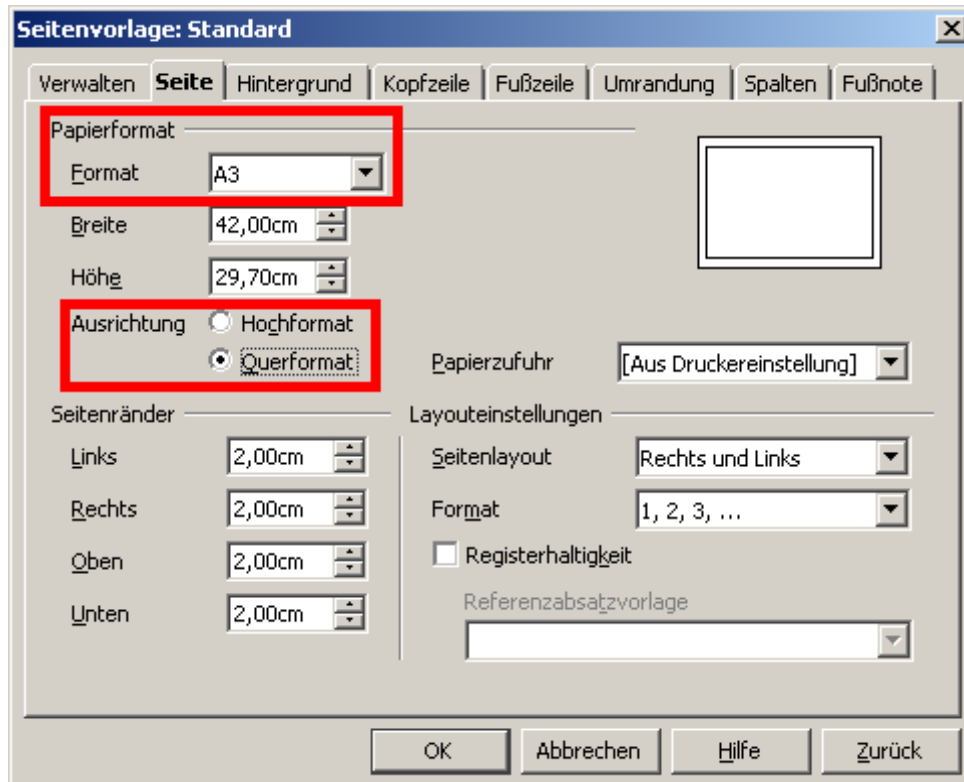 Seitenvorlage: Standard
Verwalten Seite Hintergrund Kopfzeile Fußzeile Umrandung Spalten Fußnote
Papierformat
Format A3
Breite 42,00cm
Höhe 29,70cm
Ausrichtung Hochformat
Querformat
Papierzufuhr [Aus Druckereinstellung]
Seitenränder
Links 2,00cm
Rechts 2,00cm
Oben 2,00cm
Unten 2,00cm
Layouteinstellungen
Seitenlayout Rechts und Links
Format 1, 2, 3, ...
Registerhaltigkeit
Referenzabsatzvorlage
OK Abbrechen Hilfe Zurück